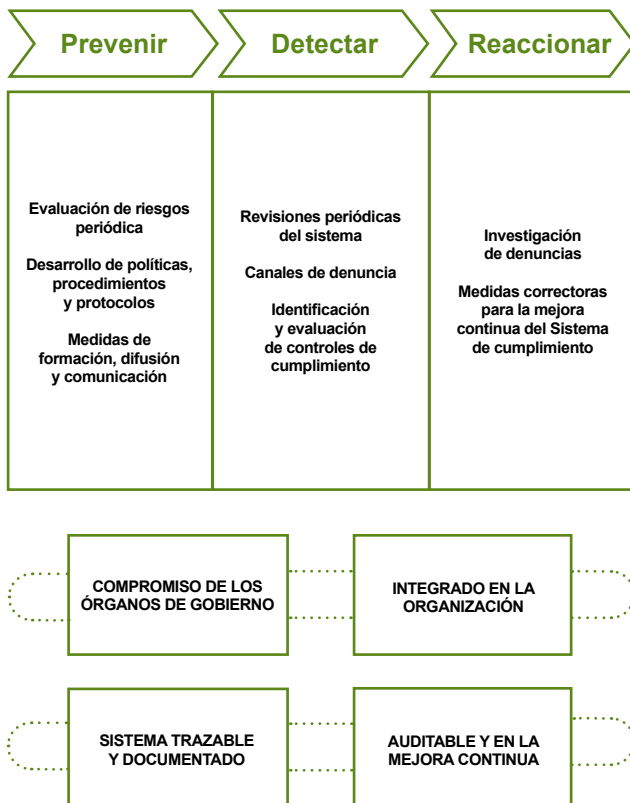 Prevenir
Detectar
Reaccionar
Evaluación de riesgos
periódica
Desarrollo de políticas,
procedimientos
y protocolos
Medidas de
formación, difusión
y comunicación
Revisiones periódicas
del sistema
Canales de denuncia
Identificación
y evaluación
de controles de
cumplimiento
Investigación
de denuncias
Medidas correctoras
para la mejora
continua del Sistema
de cumplimiento
COMPROMISO DE LOS
ÓRGANOS DE GOBIERNO
INTEGRADO EN LA
ORGANIZACIÓN
SISTEMA TRAZABLE
Y DOCUMENTADO
AUDITABLE Y EN LA
MEJORA CONTINUA